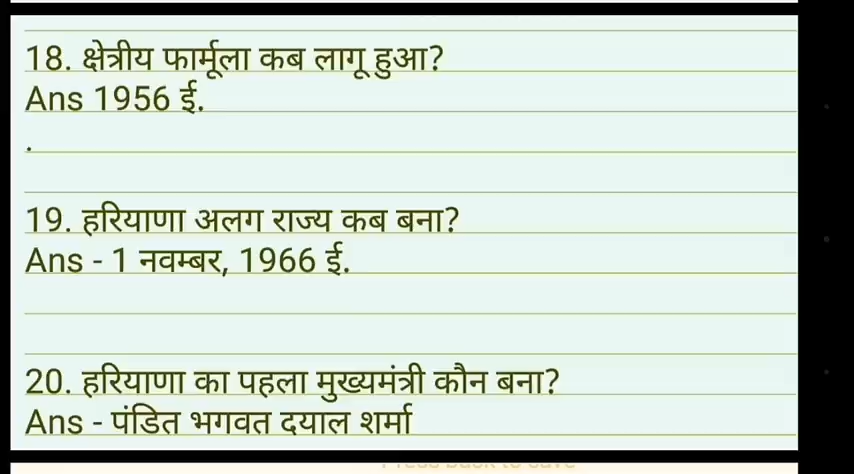 18. क्षेत्रीय फार्मूला कब लागू हुआ?
Ans 1956 ई.
.
19. हरियाणा अलग राज्य कब बना?
Ans - 1 नवम्बर, 1966 ई.
20. हरियाणा का पहला मुख्यमंत्री कौन बना?
Ans - पंडित भगवत दयाल शर्मा